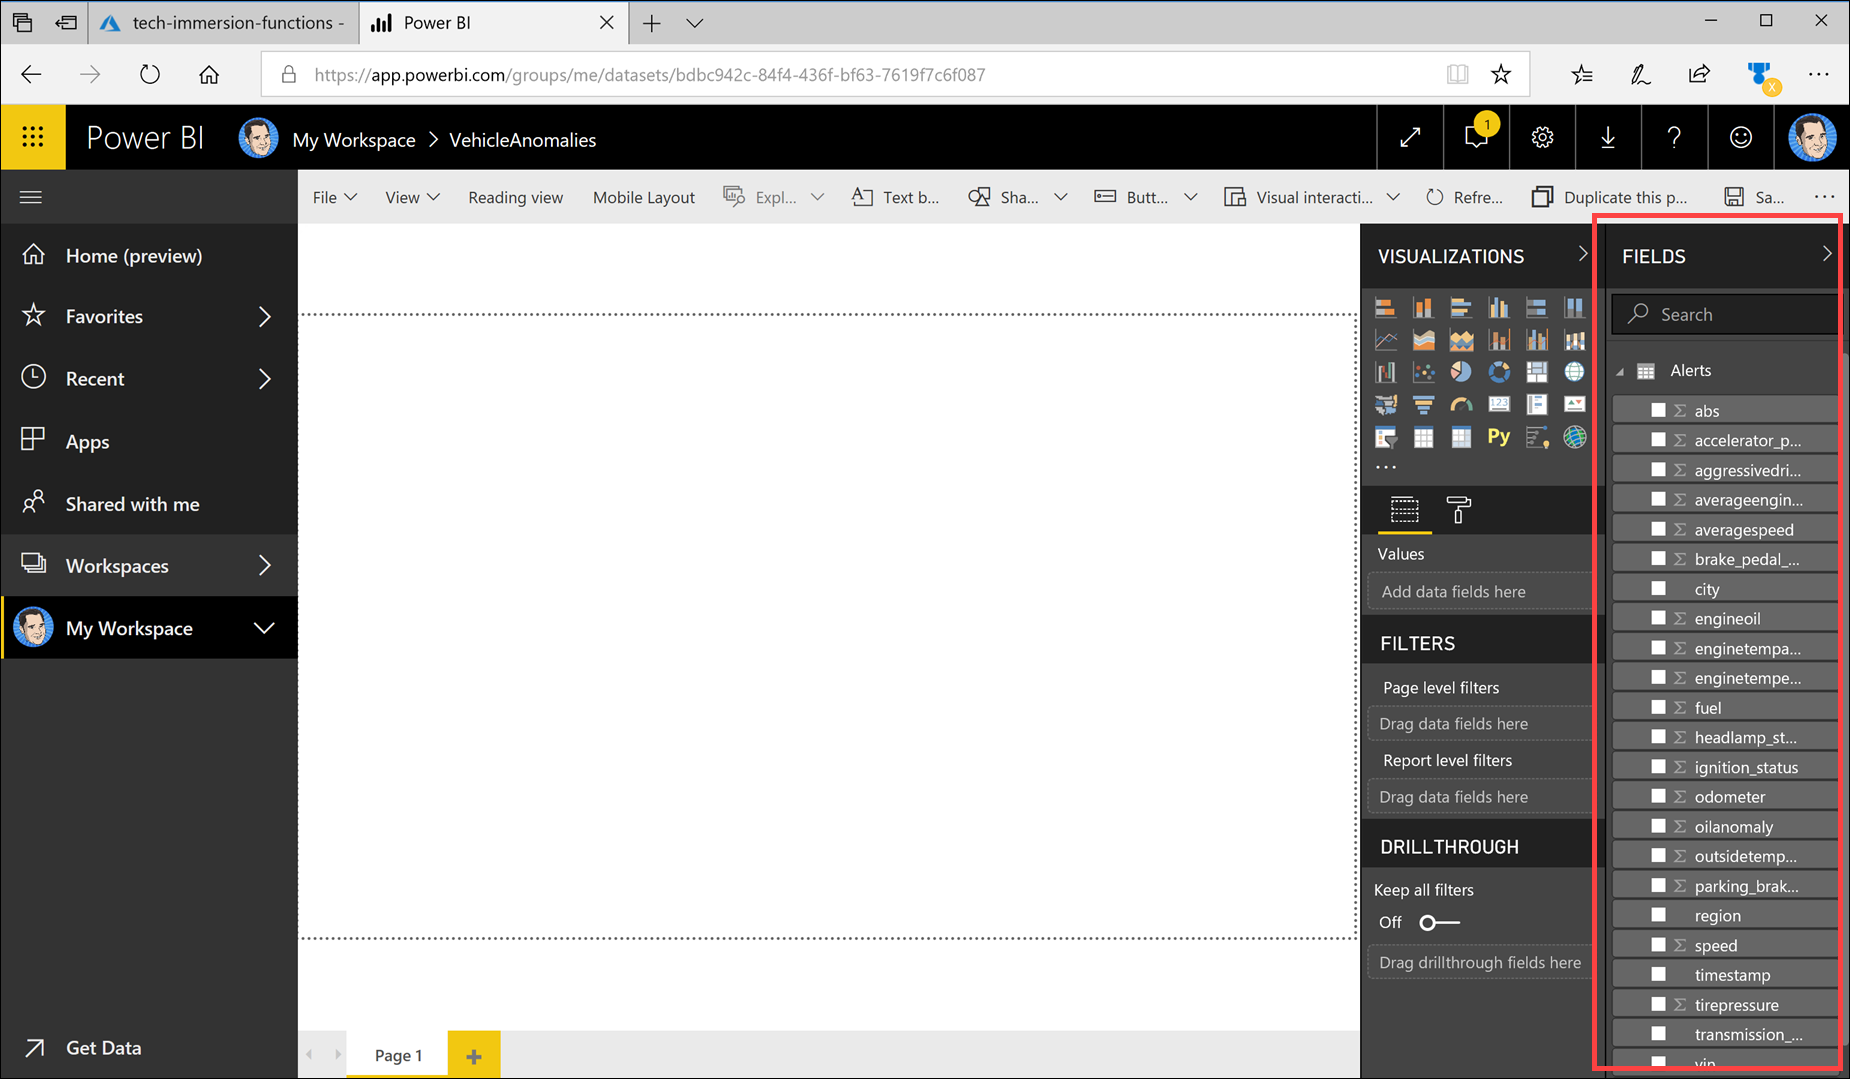 tech-immersion-functions -
Power BI
https://app.powerbi.com/groups/me/datasets/bdbc942c-84f4-436f-bf63-7619f7c6f087
X
Power BI
My Workspace > VehicleAnomalies
1
?
File
View
Reading view
Mobile Layout
Expl...
Text b...
Sha...
Butt...
Visual interacti...
Refre...
Duplicate this p...
Sa...
...
Home (preview)
Favorites
Recent
Apps
Shared with me
Workspaces
My Workspace
Get Data
Page 1
VISUALIZATIONS
123
Py
...
Values
Add data fields here
FILTERS
Page level filters
Drag data fields here
Report level filters
Drag data fields here
DRILLTHROUGH
Keep all filters
Off
Drag drillthrough fields here
FIELDS
Search
Alerts
Σ abs
Σ accelerator_p...
Σ aggressivedri...
Σ averageengin...
Σ averagespeed
Σ brake_pedal_...
city
Σ engineoil
Σ enginetempa...
Σ enginetempe...
Σ fuel
Σ headlamp_st...
Σ ignition_status
Σ odometer
Σ oilanomaly
Σ outsidetemp...
Σ parking_brak...
region
Σ speed
timestamp
Σ tirepressure
transmission_...
vin